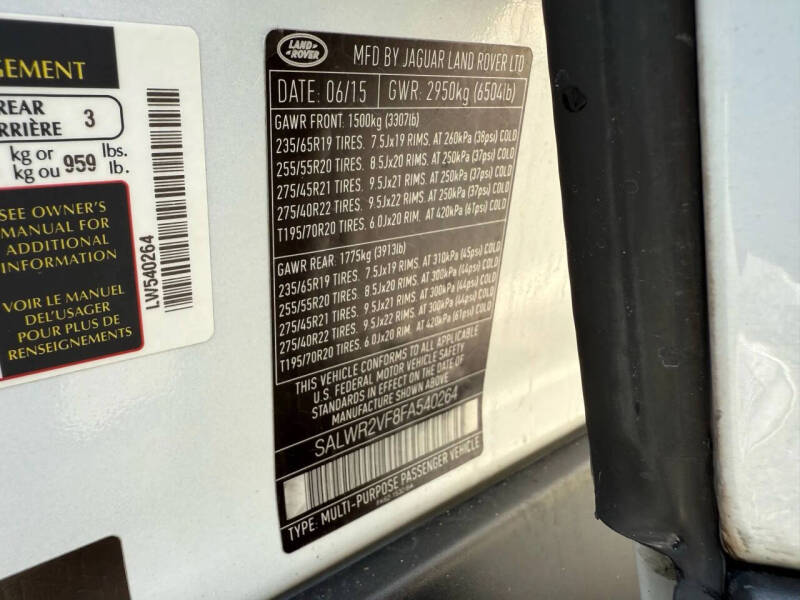 GEMENT
REAR
RRIÈRE 3
kg or 959 lbs.
kg ou lb.
SEE OWNER'S
MANUAL FOR
ADDITIONAL
INFORMATION
VOIR LE MANUEL
DEL'USAGER
POUR PLUS DE
RENSEIGNEMENTS
LW540264
LAND
ROVER
MFD BY JAGUAR LAND ROVER LTD
DATE: 06/15 GWR: 2950kg (6504lb)
GAWR FRONT. 1500kg (3307lb)
235/65R19 TIRES. 7.5Jx19 RIMS. AT 260kPa (38psi) COLD
255/55R20 TIRES. 8.5Jx20 RIMS. AT 250kPa (37psi) COLD
275/45R21 TIRES. 9.5Jx21 RIMS. AT 250kPa (37psi) COLD
275/40R22 TIRES. 9.5Jx22 RIMS. AT 250kPa (37psi) COLD
T195/70R20 TIRES. 6.0Jx20 RIM. AT 420kPa (61psi) COLD
GAWR REAR. 1775kg (3913lb)
235/65R19 TIRES. 7.5Jx19 RIMS. AT 310kPa (45psi) COLD
255/55R20 TIRES. 8.5Jx20 RIMS. AT 300kPa (44psi) COLD
275/45R21 TIRES. 9.5Jx21 RIMS. AT 300kPa (44psi) COLD
275/40R22 TIRES. 9.5Jx22 RIMS. AT 300kPa (44psi) COLD
T195/70R20 TIRES. 6.0Jx20 RIM. AT 420kPa (61psi) COLD
THIS VEHICLE CONFORMS TO ALL APPLICABLE
U.S. FEDERAL MOTOR VEHICLE SAFETY
STANDARDS IN EFFECT ON THE DATE OF
MANUFACTURE SHOWN ABOVE.
SALWR2VF8FA540264
TYPE: MULTI-PURPOSE PASSENGER VEHICLE